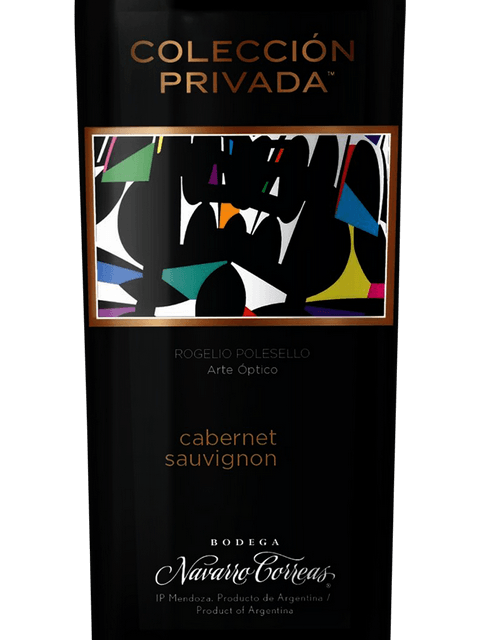 COLECCIÓN
PRIVADA™
ROGELIO POLESELLO
Arte Óptico
cabernet
sauvignon
BODEGA
Navarro Correas®
IP Mendoza. Producto de Argentina /
Product of Argentina